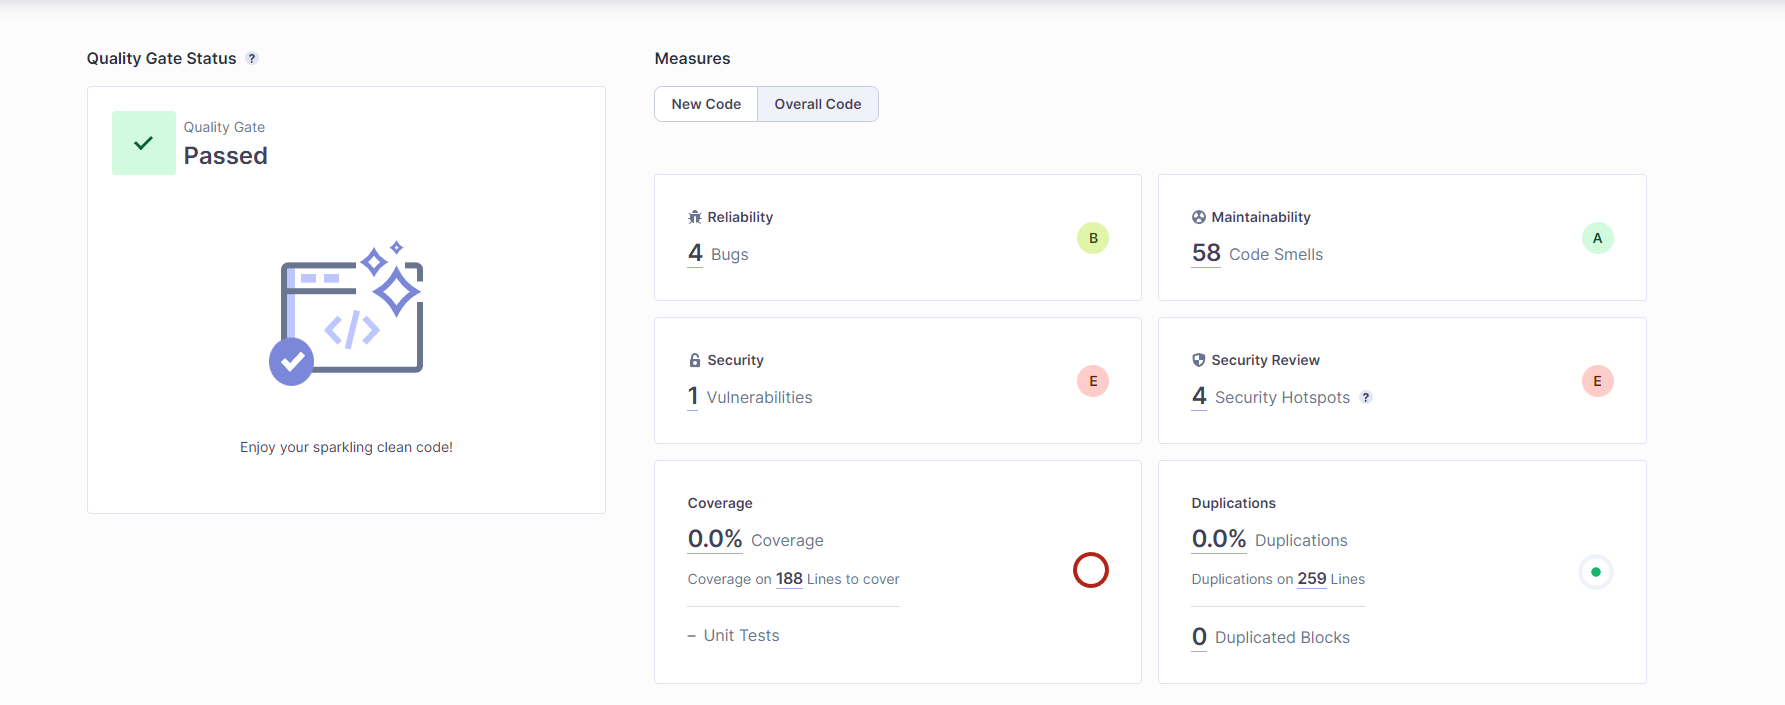 Quality Gate Status ?
Quality Gate
Passed
</>
Enjoy your sparkling clean code!
Measures
New Code Overall Code
Reliability
4 Bugs
B
Maintainability
58 Code Smells
A
Security
1 Vulnerabilities
E
Security Review
4 Security Hotspots ?
E
Coverage
0.0% Coverage
Coverage on 188 Lines to cover
– Unit Tests
Duplications
0.0% Duplications
Duplications on 259 Lines
0 Duplicated Blocks